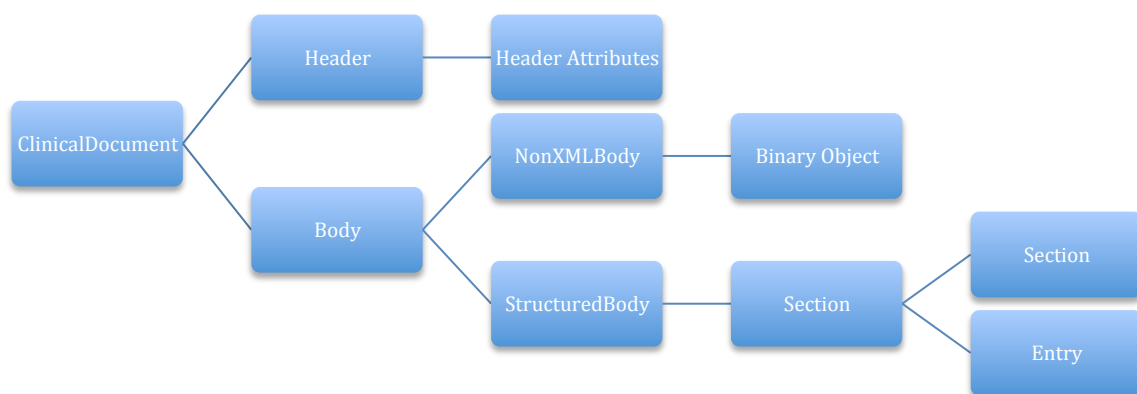 Header
Header Attributes
ClinicalDocument
NonXMLBody
Binary Object
Body
Section
StructuredBody
Section
Entry